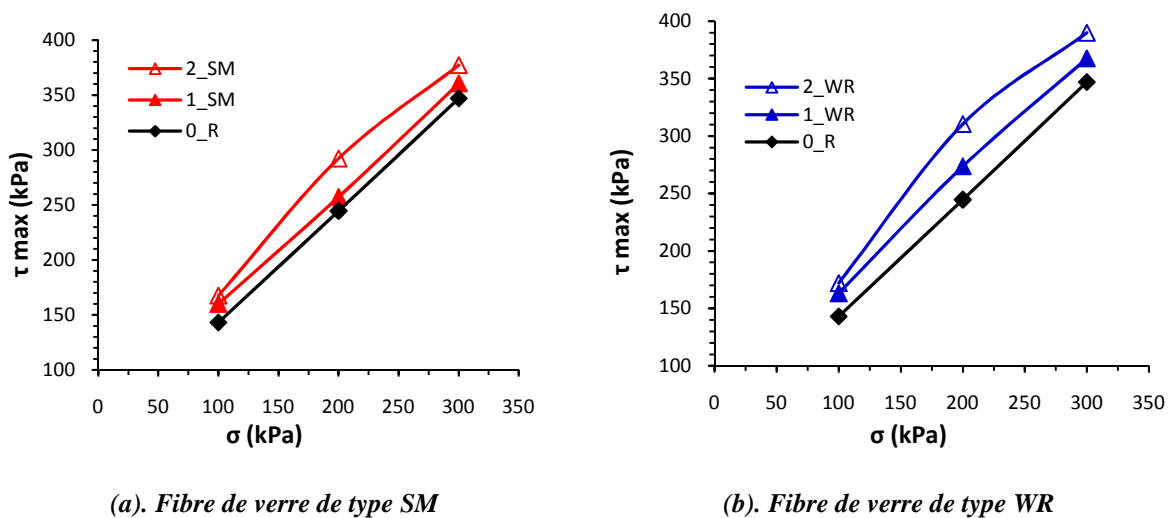 400
350
300
250
200
150
100
τ max (kPa)
2_SM
1_SM
0_R
0 50 100 150 200 250 300 350
σ (kPa)
(a). Fibre de verre de type SM
400
350
300
250
200
150
100
τ max (kPa)
2_WR
1_WR
0_R
0 50 100 150 200 250 300 350
σ (kPa)
(b). Fibre de verre de type WR